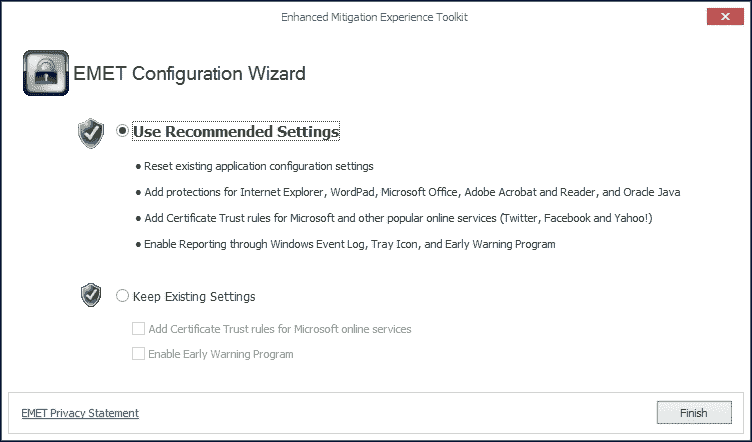 Enhanced Mitigation Experience Toolkit
EMET Configuration Wizard
Use Recommended Settings
● Reset existing application configuration settings
● Add protections for Internet Explorer, WordPad, Microsoft Office, Adobe Acrobat and Reader, and Oracle Java
● Add Certificate Trust rules for Microsoft and other popular online services (Twitter, Facebook and Yahoo!)
● Enable Reporting through Windows Event Log, Tray Icon, and Early Warning Program
Keep Existing Settings
Add Certificate Trust rules for Microsoft online services
Enable Early Warning Program
EMET Privacy Statement
Finish